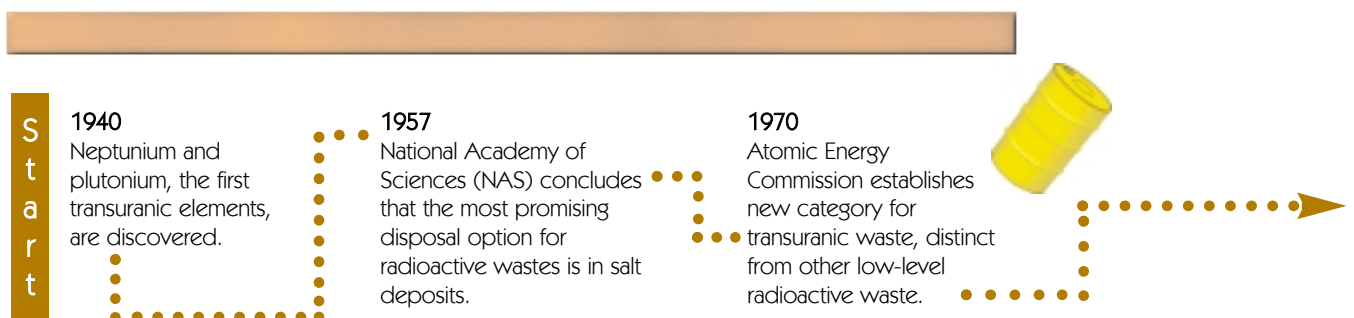 Start
1940
Neptunium and
plutonium, the first
transuranic elements,
are discovered.
1957
National Academy of
Sciences (NAS) concludes
that the most promising
disposal option for
radioactive wastes is in salt
deposits.
1970
Atomic Energy
Commission establishes
new category for
transuranic waste, distinct
from other low-level
radioactive waste.